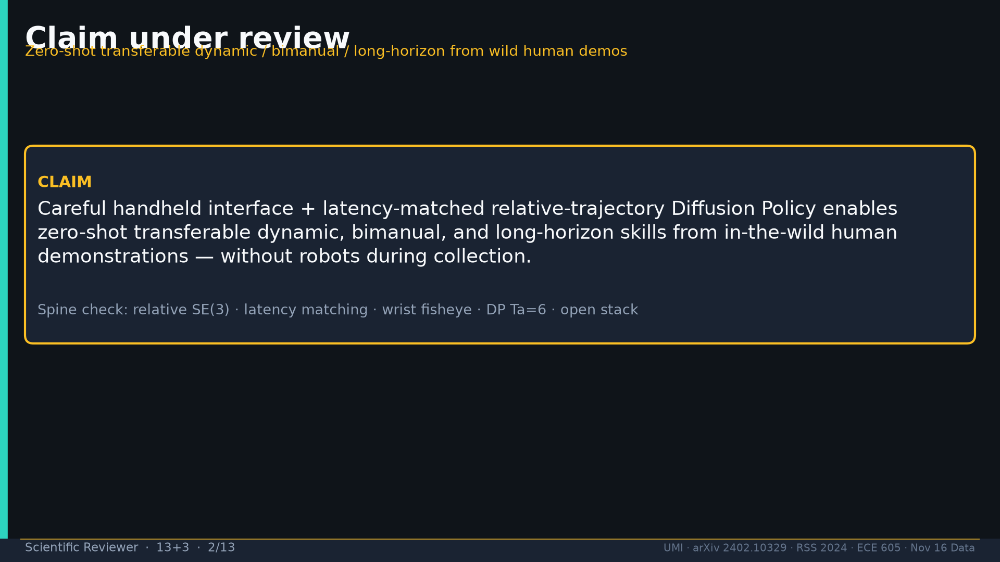 Claim under review
Zero-shot transferable dynamic / bimanual / long-horizon from wild human demos
CLAIM
Careful handheld interface + latency-matched relative-trajectory Diffusion Policy enables
zero-shot transferable dynamic, bimanual, and long-horizon skills from in-the-wild human
demonstrations — without robots during collection.
Spine check: relative SE(3) · latency matching · wrist fisheye · DP Ta=6 · open stack
Scientific Reviewer · 13+3 · 2/13
UMI · arXiv 2402.10329 · RSS 2024 · ECE 605 · Nov 16 Data